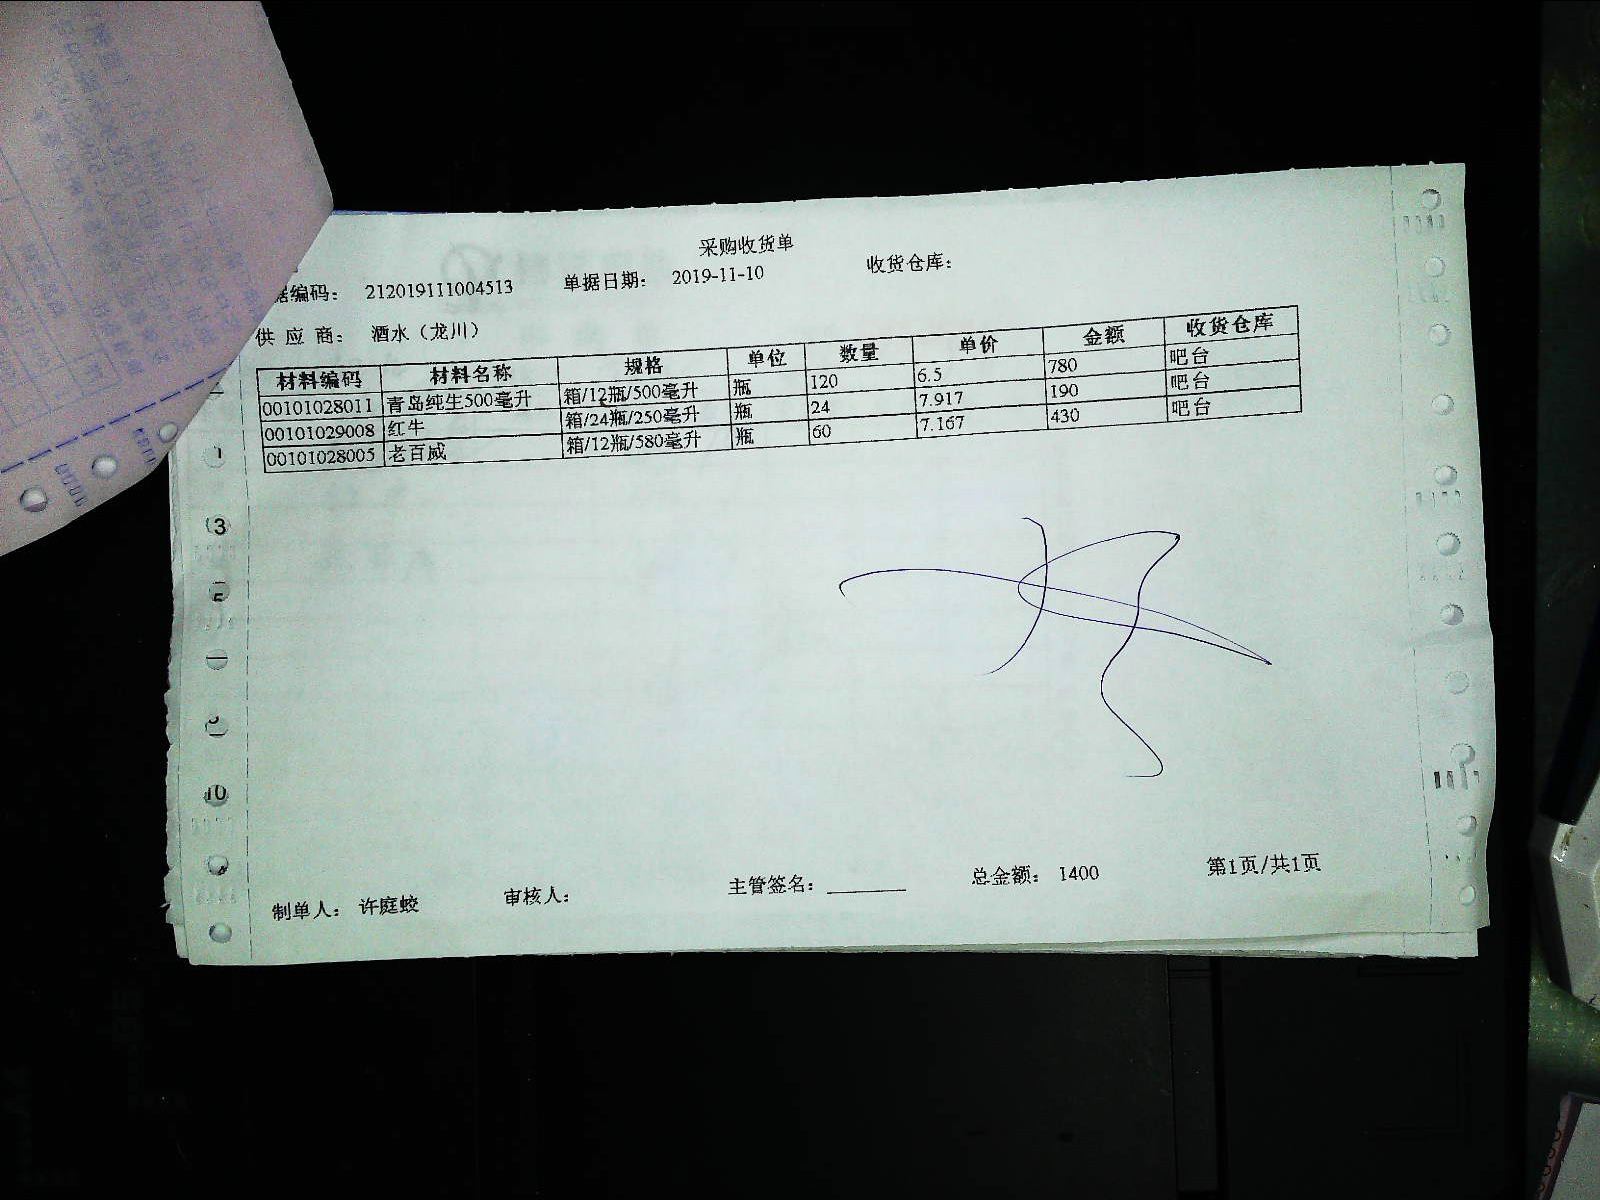 采购收货单
据编码: 212019111004513 单据日期: 2019-11-10 收货仓库:
供 应 商: 酒水（龙川）
材料编码 材料名称 规格 单位 数量 单价 金额 收货仓库
00101028011 青岛纯生500毫升 箱/12瓶/500毫升 瓶 120 6.5 780 吧台
00101029008 红牛 箱/24瓶/250毫升 瓶 24 7.917 190 吧台
00101028005 老百威 箱/12瓶/580毫升 瓶 60 7.167 430 吧台
制单人: 许庭蛟 审核人: 主管签名: 总金额: 1400 第1页/共1页